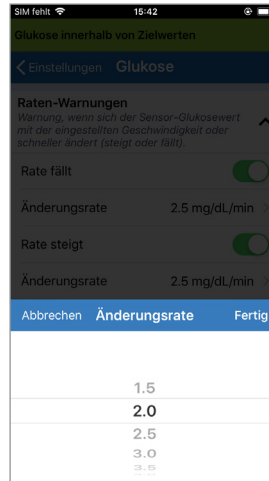 SIM fehlt 15:42
Glukose innerhalb von Zielwerten
Einstellungen Glukose
Raten-Warnungen
Warnung, wenn sich der Sensor-Glukosewert
mit der eingestellten Geschwindigkeit oder
schneller ändert (steigt oder fällt).
Rate fällt
Änderungsrate 2.5 mg/dL/min
Rate steigt
Änderungsrate 2.5 mg/dL/min
Abbrechen Änderungsrate Fertig
1.5
2.0
2.5
3.0
3.5